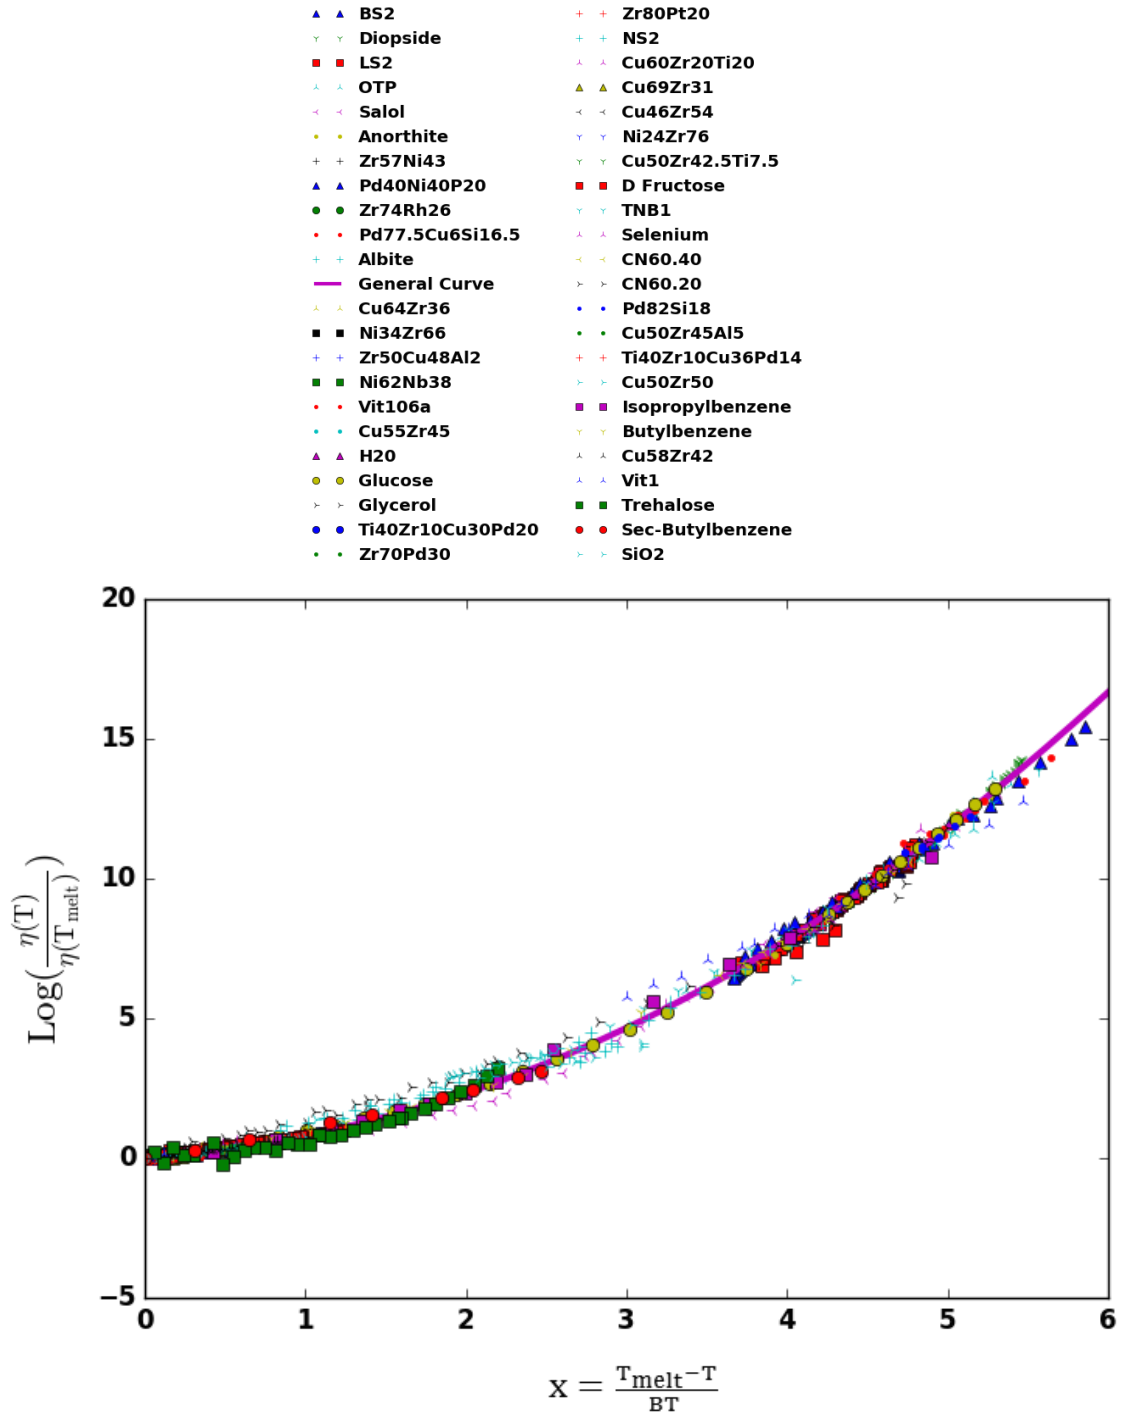 BS2
Diopside
LS2
OTP
Salol
Anorthite
Zr57Ni43
Pd40Ni40P20
Zr74Rh26
Pd77.5Cu6Si16.5
Albite
General Curve
Cu64Zr36
Ni34Zr66
Zr50Cu48Al2
Ni62Nb38
Vit106a
Cu55Zr45
H20
Glucose
Glycerol
Ti40Zr10Cu30Pd20
Zr70Pd30
Zr80Pt20
NS2
Cu60Zr20Ti20
Cu69Zr31
Cu46Zr54
Ni24Zr76
Cu50Zr42.5Ti7.5
D Fructose
TNB1
Selenium
CN60.40
CN60.20
Pd82Si18
Cu50Zr45Al5
Ti40Zr10Cu36Pd14
Cu50Zr50
Isopropylbenzene
Butylbenzene
Cu58Zr42
Vit1
Trehalose
Sec-Butylbenzene
SiO2
20
15
10
5
0
−5
0 1 2 3 4 5 6
Log(η(T)/η(T_melt))
x = T_melt−T/BT